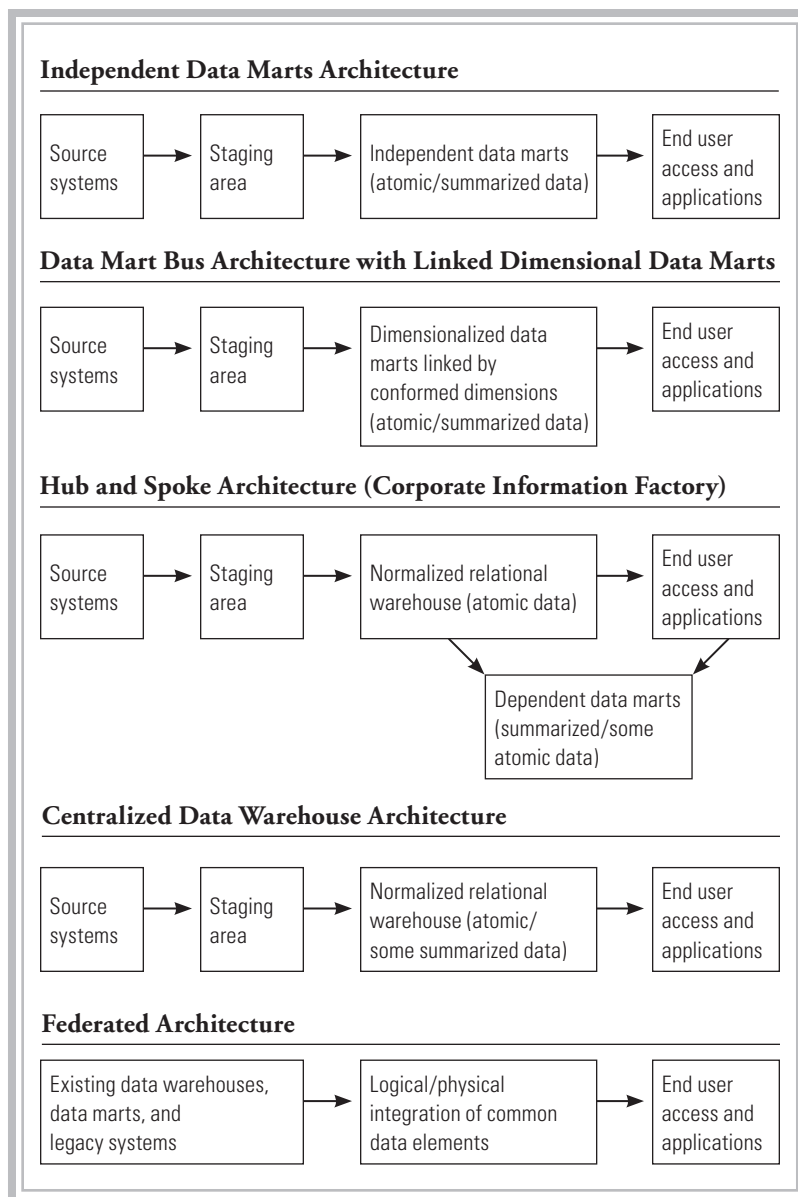 Independent Data Marts Architecture
Source
systems
Staging
area
Independent data marts
(atomic/summarized data)
End user
access and
applications
Data Mart Bus Architecture with Linked Dimensional Data Marts
Source
systems
Staging
area
Dimensionalized data
marts linked by
conformed dimensions
(atomic/summarized data)
End user
access and
applications
Hub and Spoke Architecture (Corporate Information Factory)
Source
systems
Staging
area
Normalized relational
warehouse (atomic data)
End user
access and
applications
Dependent data marts
(summarized/some
atomic data)
Centralized Data Warehouse Architecture
Source
systems
Staging
area
Normalized relational
warehouse (atomic/
some summarized data)
End user
access and
applications
Federated Architecture
Existing data warehouses,
data marts, and
legacy systems
Logical/physical
integration of common
data elements
End user
access and
applications